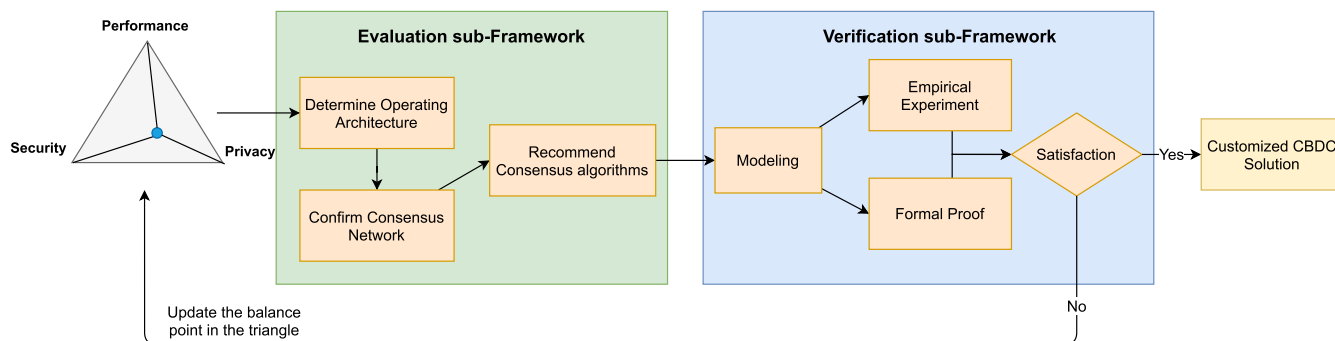 Performance
Security
Privacy
Evaluation sub-Framework
Determine Operating
Architecture
Confirm Consensus
Network
Recommend
Consensus algorithms
Verification sub-Framework
Modeling
Empirical
Experiment
Formal Proof
Satisfaction
Yes
Customized CBDC
Solution
No
Update the balance
point in the triangle